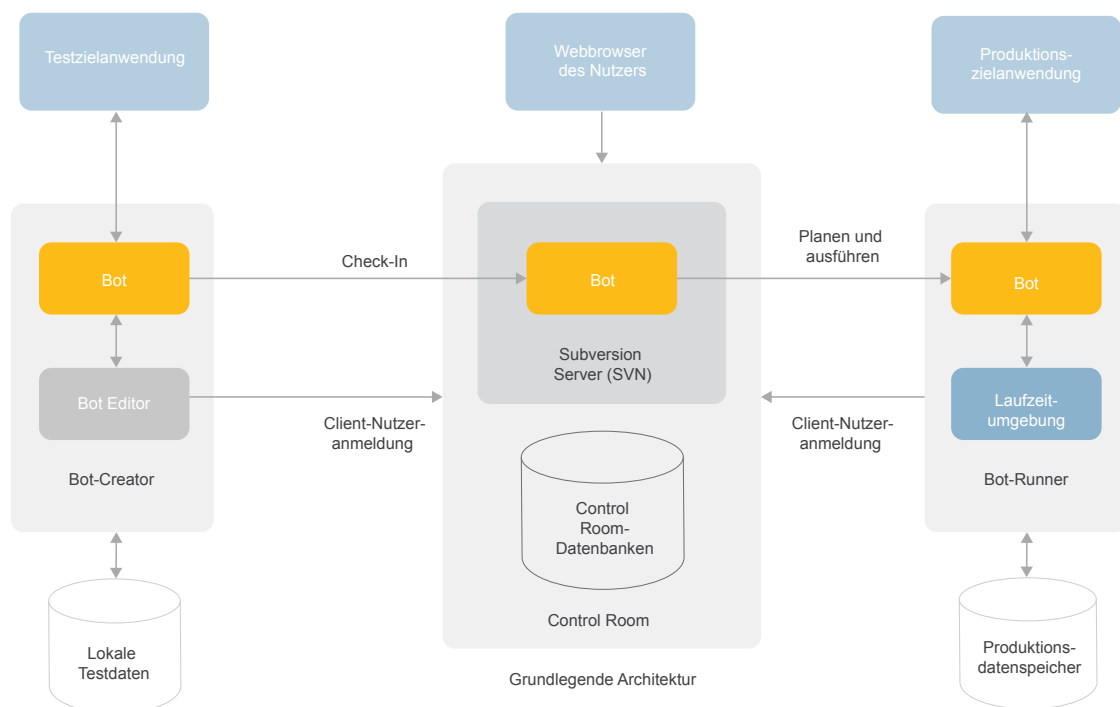 Testzielanwendung
Webbrowser
des Nutzers
Produktions-
zielanwendung
Bot
Check-In
Bot
Planen und
ausführen
Bot
Subversion
Server (SVN)
Bot Editor
Client-Nutzer-
anmeldung
Client-Nutzer-
anmeldung
Laufzeit-
umgebung
Bot-Creator
Bot-Runner
Control
Room-
Datenbanken
Control Room
Lokale
Testdaten
Produktions-
datenspeicher
Grundlegende Architektur